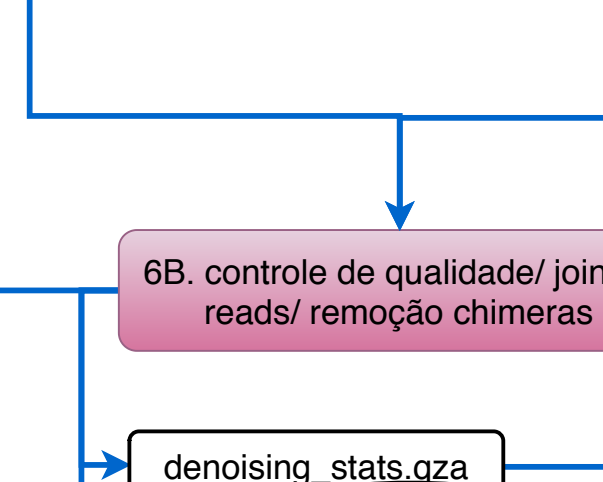 6B. controle de qualidade/ join
reads/ remoção chimeras
denoising_stats.qza